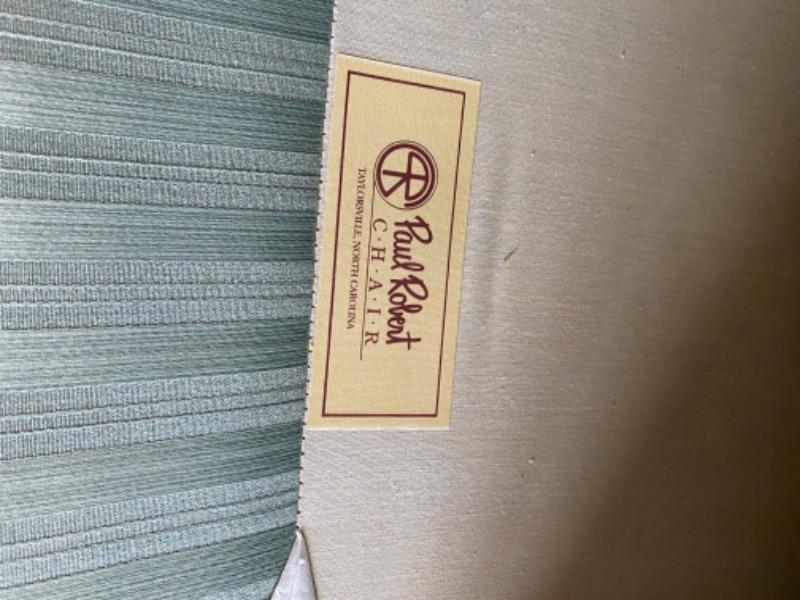 Paul Robert
C·H·A·I·R
TAYLORSVILLE, NORTH CAROLINA